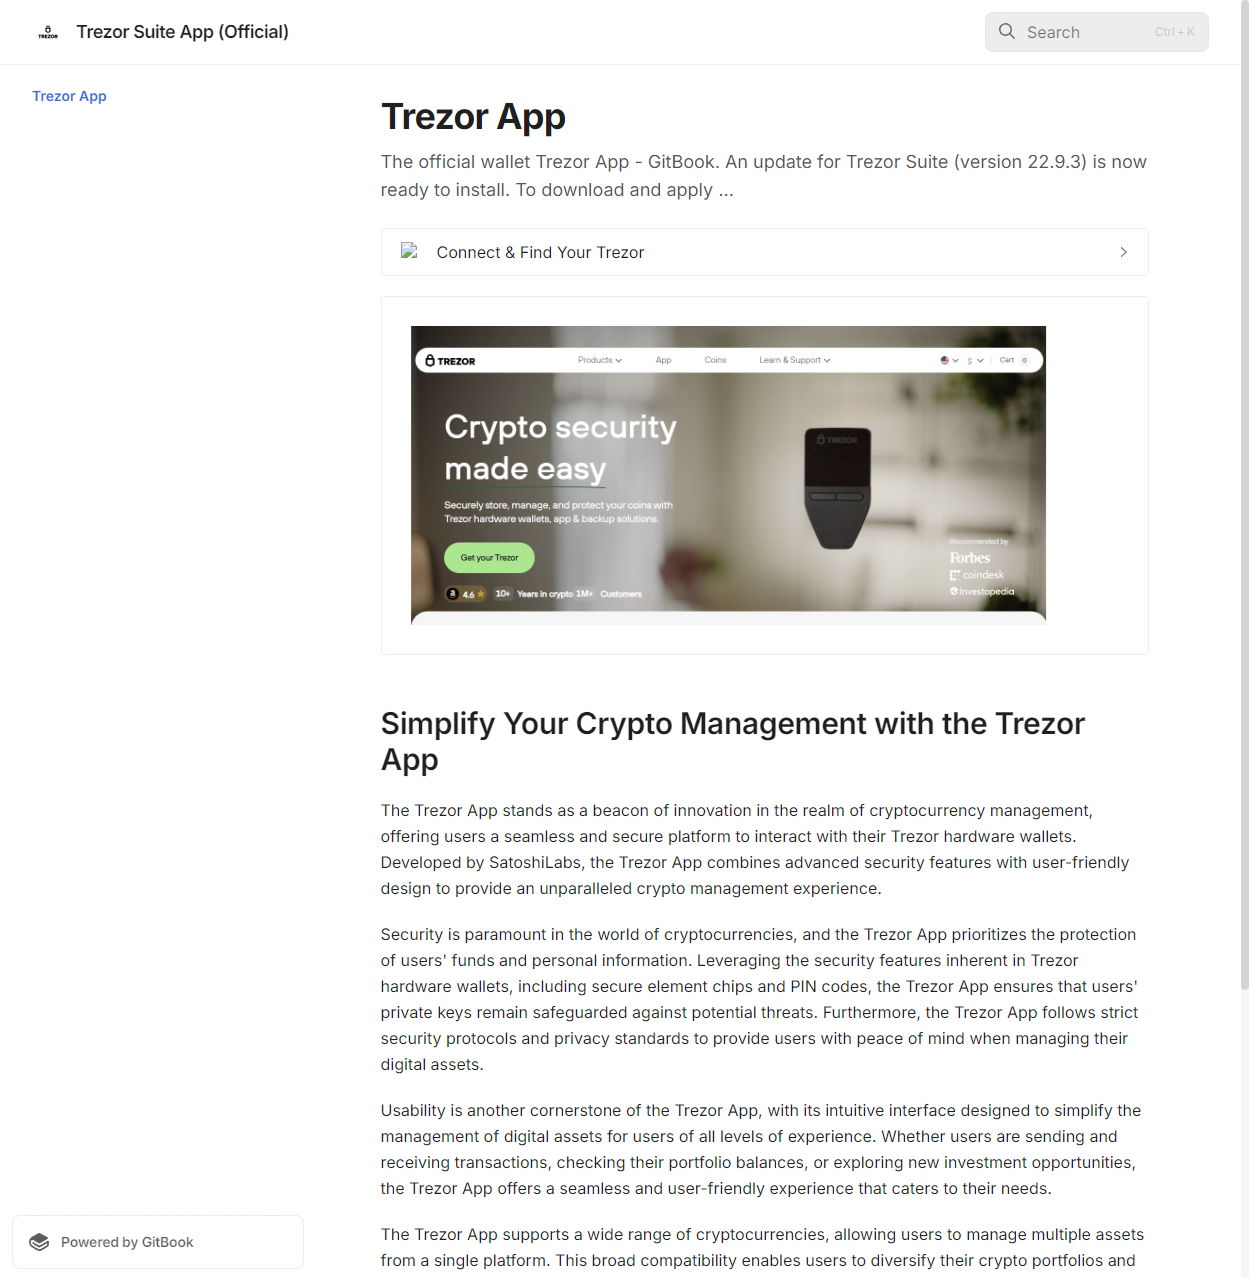 TREZOR
Trezor Suite App (Official)
Search
Ctrl + K
Trezor App
Trezor App
The official wallet Trezor App - GitBook. An update for Trezor Suite (version 22.9.3) is now
ready to install. To download and apply ...
Connect & Find Your Trezor
TREZOR
Products
App
Coins
Learn & Support
$
Cart
0
Crypto security
made easy
TREZOR
Securely store, manage, and protect your coins with
Trezor hardware wallets, app & backup solutions.
Get your Trezor
Recommended by
Forbes
coindesk
Investopedia
a 4.6 ★ 10+ Years in crypto 1M+ Customers
Simplify Your Crypto Management with the Trezor
App
The Trezor App stands as a beacon of innovation in the realm of cryptocurrency management,
offering users a seamless and secure platform to interact with their Trezor hardware wallets.
Developed by SatoshiLabs, the Trezor App combines advanced security features with user-friendly
design to provide an unparalleled crypto management experience.
Security is paramount in the world of cryptocurrencies, and the Trezor App prioritizes the protection
of users' funds and personal information. Leveraging the security features inherent in Trezor
hardware wallets, including secure element chips and PIN codes, the Trezor App ensures that users'
private keys remain safeguarded against potential threats. Furthermore, the Trezor App follows strict
security protocols and privacy standards to provide users with peace of mind when managing their
digital assets.
Usability is another cornerstone of the Trezor App, with its intuitive interface designed to simplify the
management of digital assets for users of all levels of experience. Whether users are sending and
receiving transactions, checking their portfolio balances, or exploring new investment opportunities,
the Trezor App offers a seamless and user-friendly experience that caters to their needs.
The Trezor App supports a wide range of cryptocurrencies, allowing users to manage multiple assets
from a single platform. This broad compatibility enables users to diversify their crypto portfolios and
Powered by GitBook